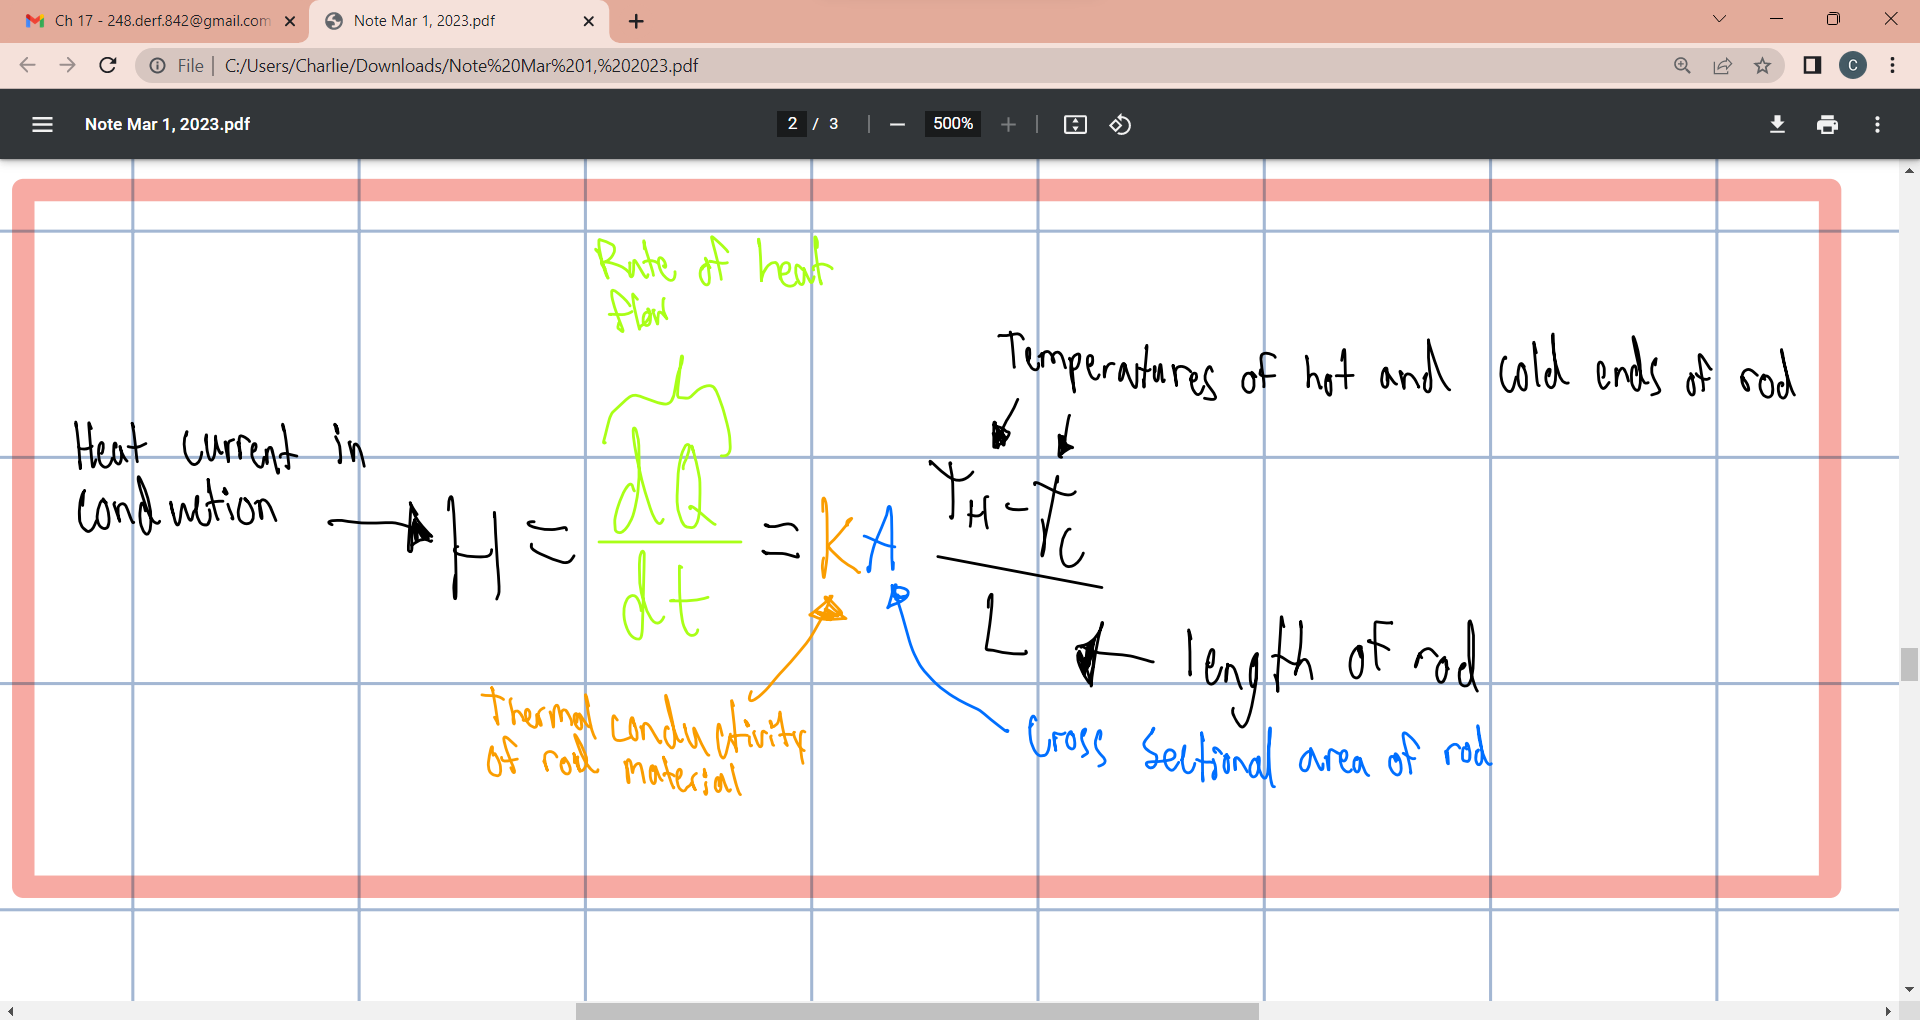 Ch 17 - 248.derf.842@gmail.com
Note Mar 1, 2023.pdf
File | C:/Users/Charlie/Downloads/Note%20Mar%201,%202023.pdf
C
Note Mar 1, 2023.pdf
2 / 3
500%
Rate of heat
flow
Temperatures of hot and cold ends of rod
Heat current in
conduction
H = dQ/dt = KA (T_H - T_C)/L
length of rod
Thermal conductivity
of rod material
Cross Sectional area of rod